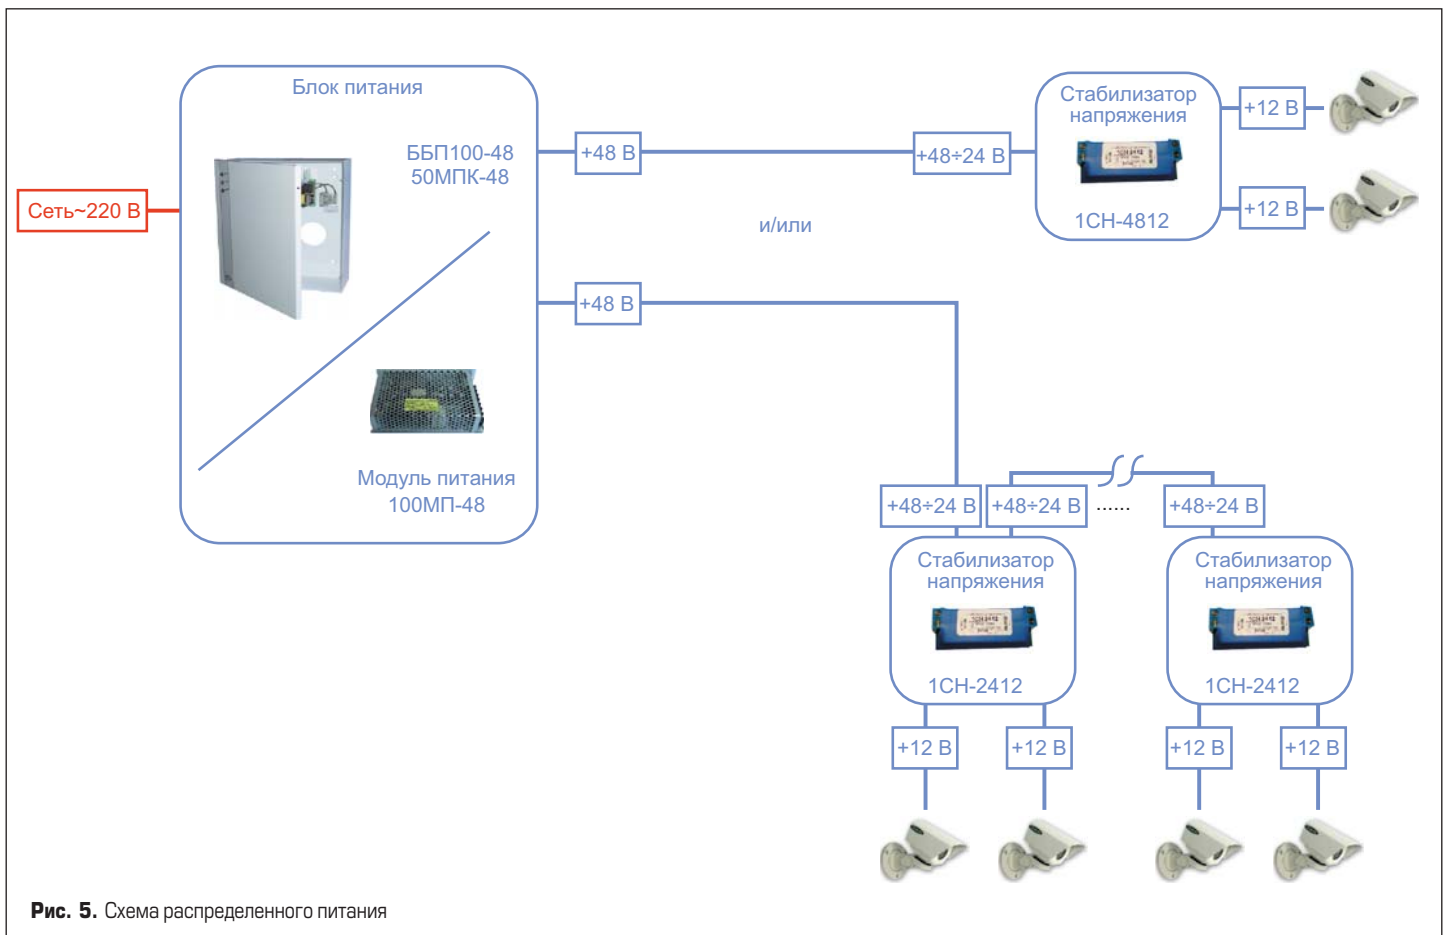 Блок питания
ББП100-48
50МПК-48
Сеть~220 В
Модуль питания
100МП-48
+48 В
+48÷24 В
Стабилизатор
напряжения
1СН-4812
+12 В
+12 В
и/или
+48 В
+48÷24 В
+48÷24 В
......
+48÷24 В
Стабилизатор
напряжения
1СН-2412
Стабилизатор
напряжения
1СН-2412
+12 В
+12 В
+12 В
+12 В
Рис. 5. Схема распределенного питания